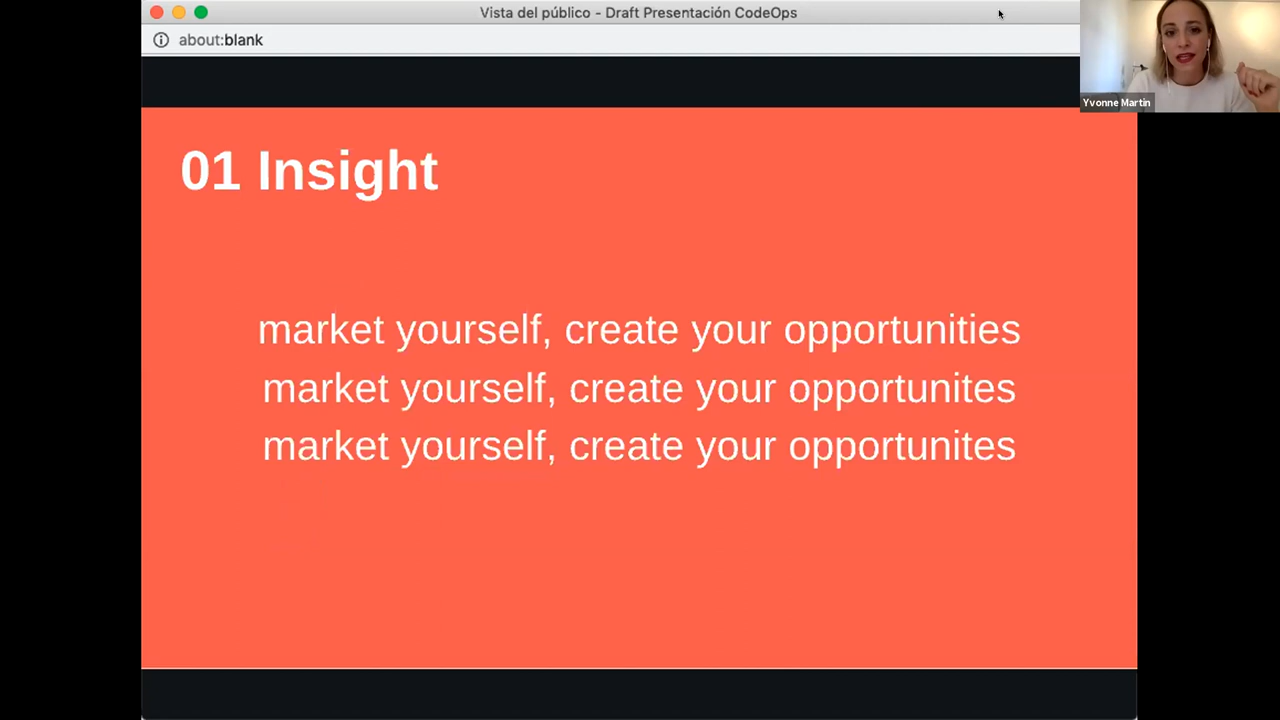 Vista del público - Draft Presentación CodeOps
about:blank
Yvonne Martin
01 Insight
market yourself, create your opportunities
market yourself, create your opportunites
market yourself, create your opportunites